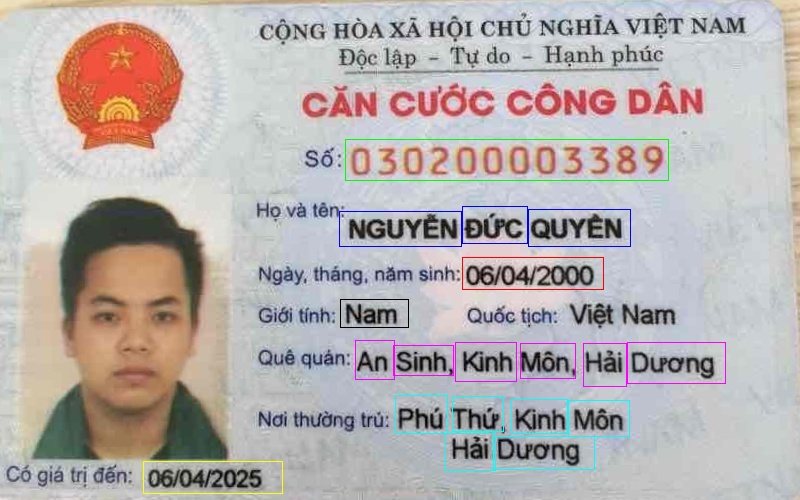 CỘNG HÒA XÃ HỘI CHỦ NGHĨA VIỆT NAM
Độc lập – Tự do – Hạnh phúc
CĂN CƯỚC CÔNG DÂN
Số: 030200003389
Họ và tên: NGUYỄN ĐỨC QUYỀN
Ngày, tháng, năm sinh: 06/04/2000
Giới tính: Nam Quốc tịch: Việt Nam
Quê quán: An Sinh, Kinh Môn, Hải Dương
Nơi thường trú: Phú Thứ, Kinh Môn
Hải Dương
Có giá trị đến: 06/04/2025